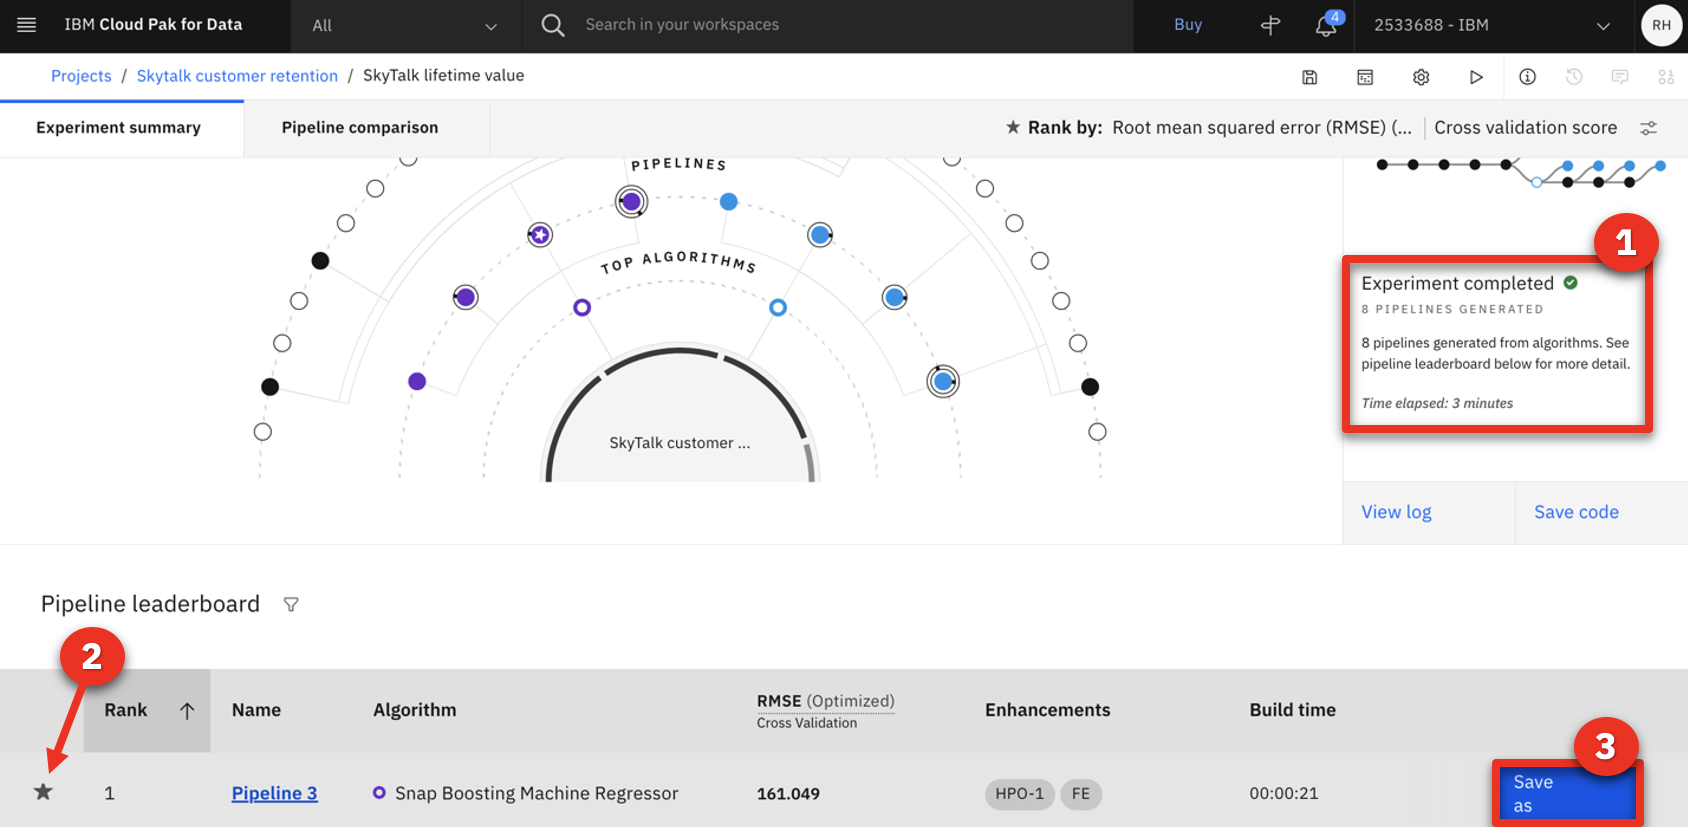 IBM Cloud Pak for Data
All
Search in your workspaces
Buy
4
2533688 - IBM
RH
Projects / Skytalk customer retention / SkyTalk lifetime value
Experiment summary
Pipeline comparison
★ Rank by: Root mean squared error (RMSE) (...
Cross validation score
PIPELINES
TOP ALGORITHMS
SkyTalk customer ...
1
Experiment completed
8 PIPELINES GENERATED
8 pipelines generated from algorithms. See
pipeline leaderboard below for more detail.
Time elapsed: 3 minutes
View log
Save code
Pipeline leaderboard
2
Rank
Name
Algorithm
RMSE (Optimized)
Cross Validation
Enhancements
Build time
3
1
Pipeline 3
Snap Boosting Machine Regressor
161.049
HPO-1
FE
00:00:21
Save
as